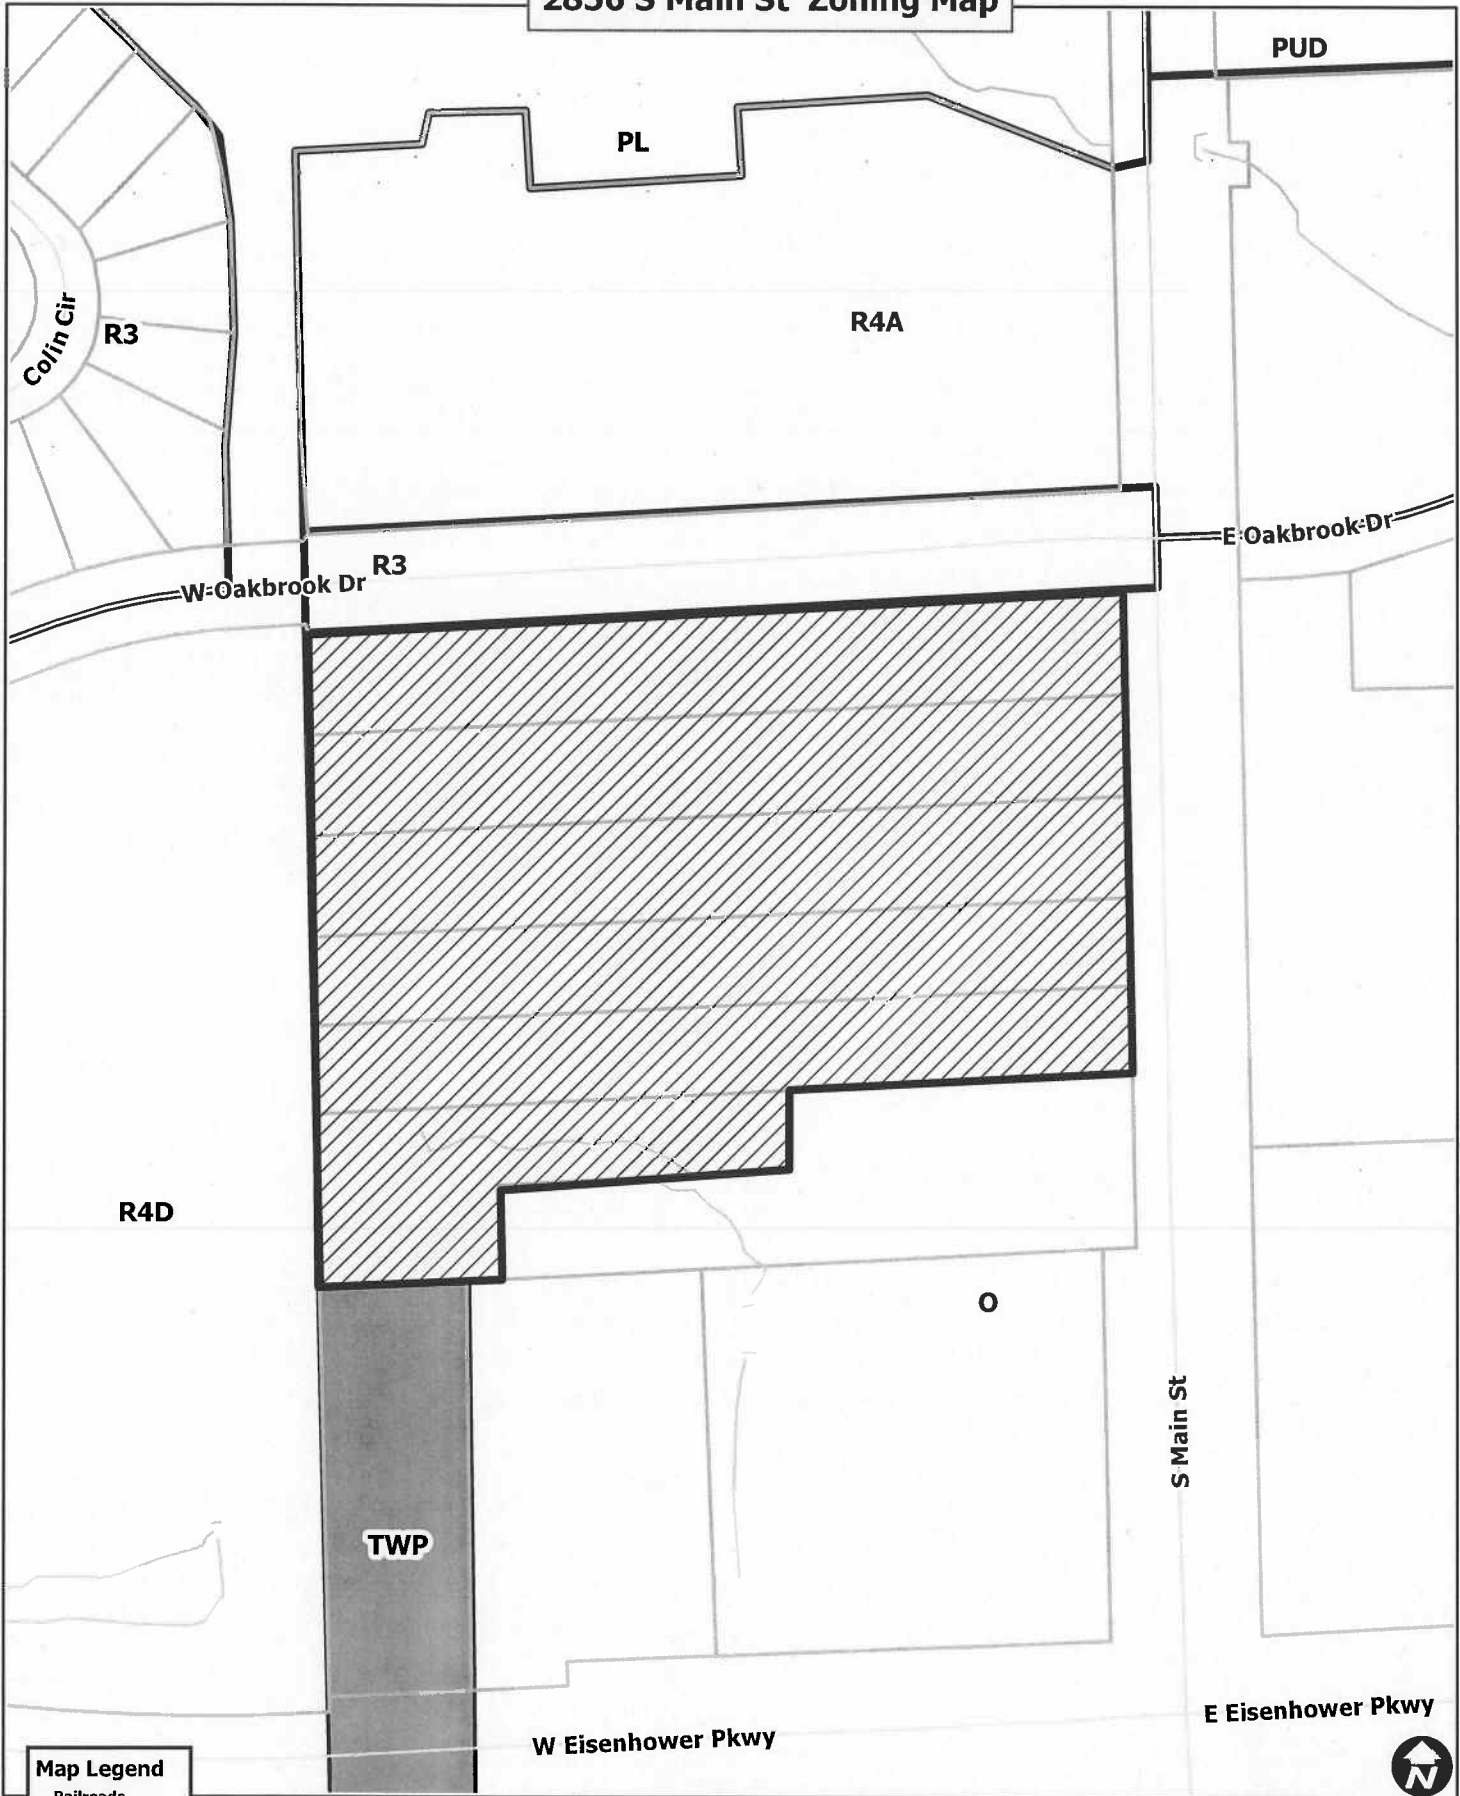 2856 S Main St Zoning Map
PUD
PL
R4A
Colin Cir
R3
E Oakbrook Dr
R3
W Oakbrook Dr
R4D
O
S Main St
TWP
E Eisenhower Pkwy
W Eisenhower Pkwy
Map Legend
Railroads
N